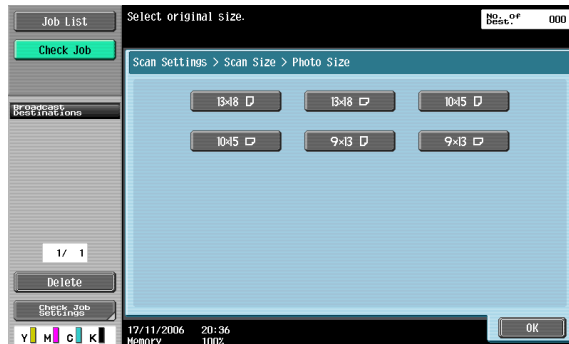 Job List
Check Job
Broadcast
Destinations
1/ 1
Delete
Check Job
Settings
Y M C K
Select original size.
No. of
Dest.
000
Scan Settings > Scan Size > Photo Size
13×18
13×18
10×15
10×15
9×13
9×13
17/11/2006 20:36
Memory 100%
OK